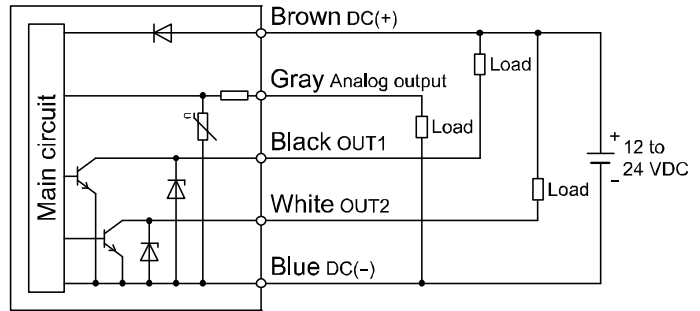 Brown DC(+)
Load
Gray Analog output
Load
Main circuit
Black OUT1
+ 12 to
− 24 VDC
Load
White OUT2
Blue DC(−)